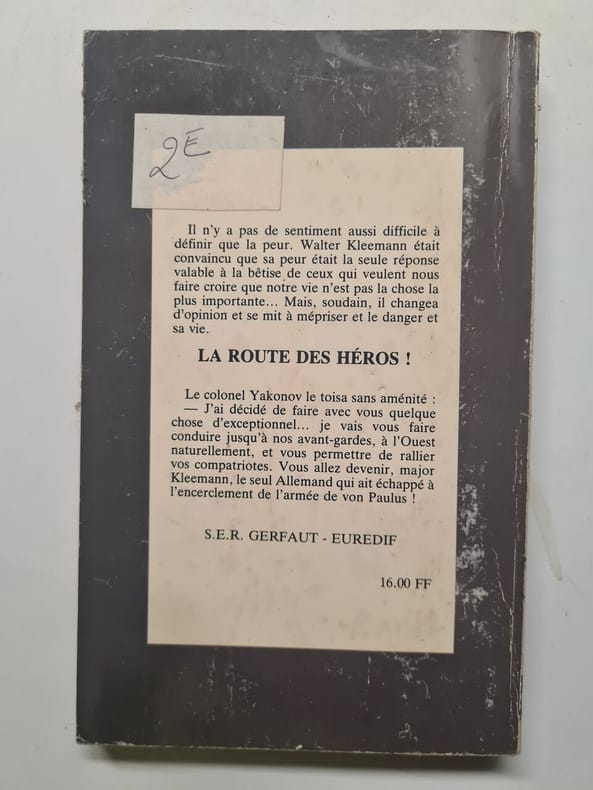 2E
Il n'y a pas de sentiment aussi difficile à
définir que la peur. Walter Kleemann était
convaincu que sa peur était la seule réponse
valable à la bêtise de ceux qui veulent nous
faire croire que notre vie n'est pas la chose la
plus importante... Mais, soudain, il changea
d'opinion et se mit à mépriser et le danger et
sa vie.
LA ROUTE DES HÉROS !
Le colonel Yakonov le toisa sans aménité :
— J'ai décidé de faire avec vous quelque
chose d'exceptionnel... je vais vous faire
conduire jusqu'à nos avant-gardes, à l'Ouest
naturellement, et vous permettre de rallier
vos compatriotes. Vous allez devenir, major
Kleemann, le seul Allemand qui ait échappé à
l'encerclement de l'armée de von Paulus !
S.E.R. GERFAUT - EUREDIF
16.00 FF